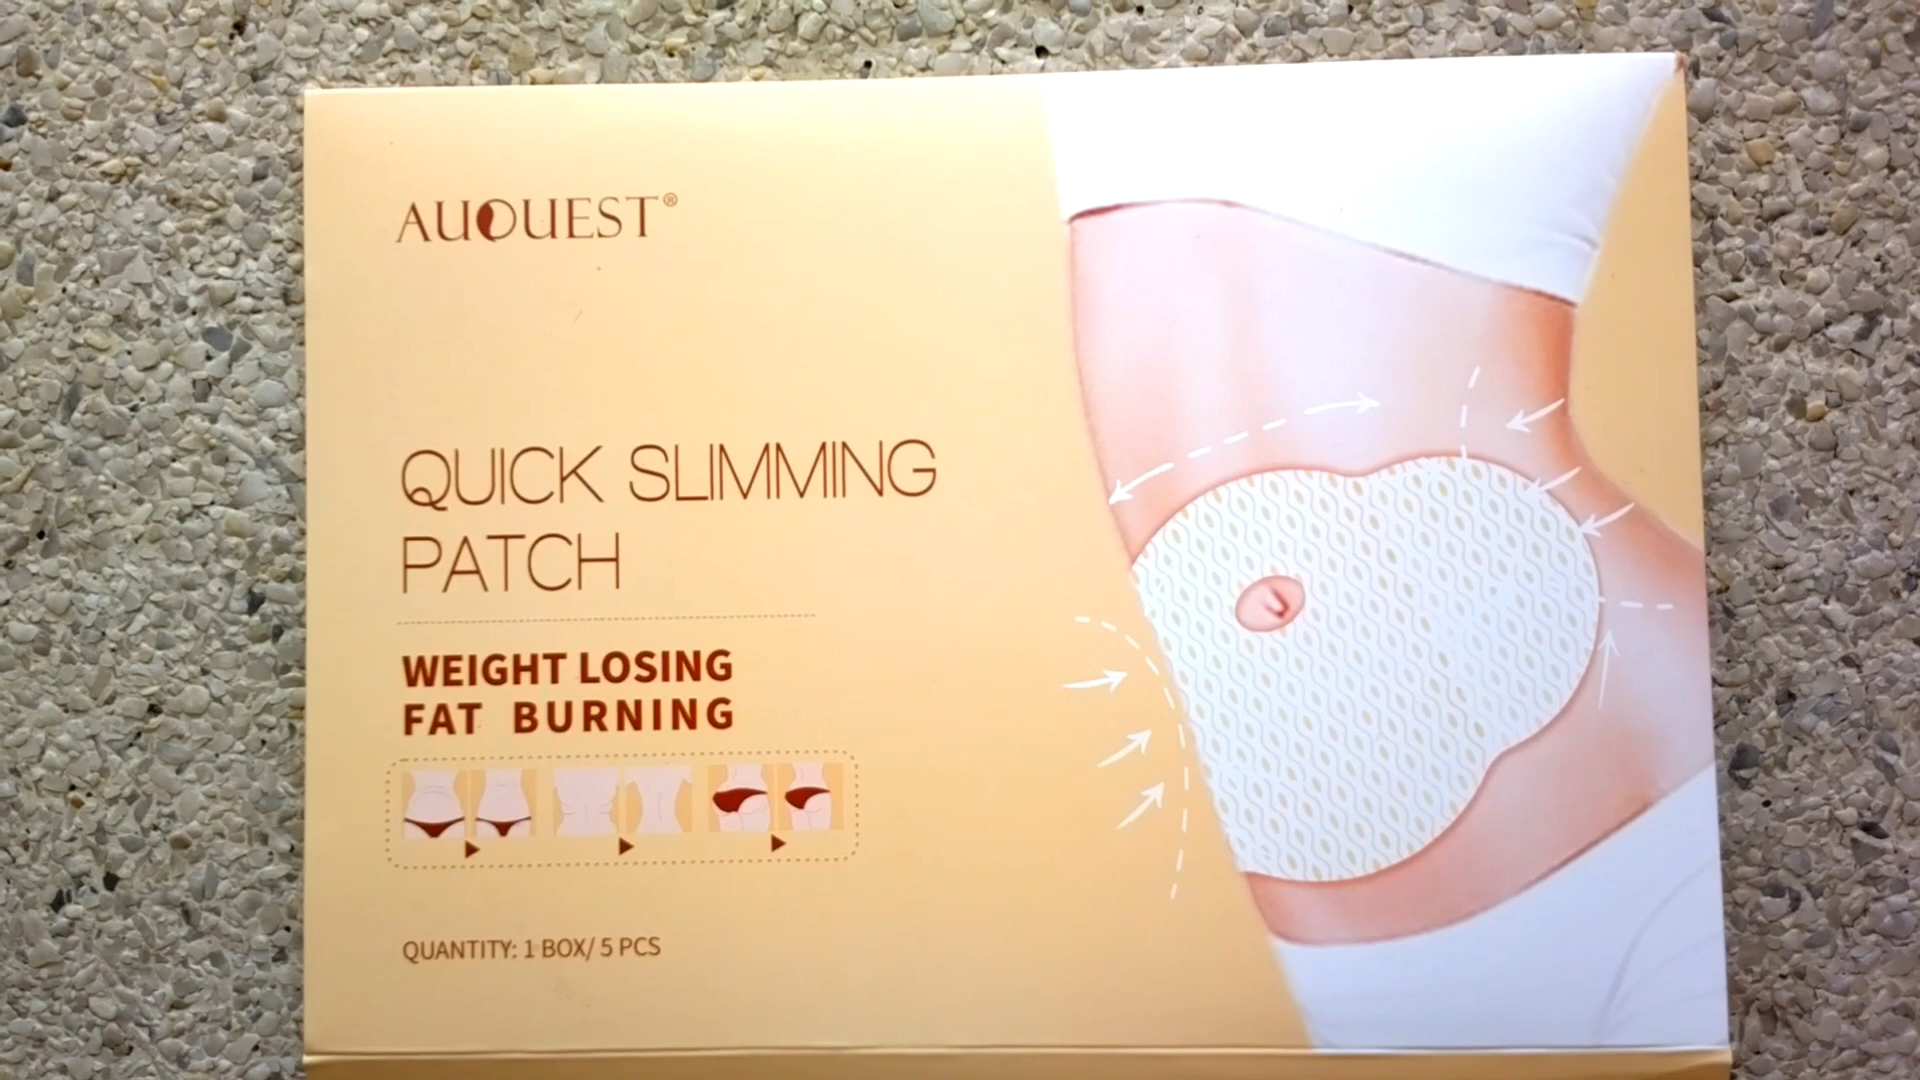 AUQUEST®
QUICK SLIMMING
PATCH
WEIGHT LOSING
FAT BURNING
QUANTITY: 1 BOX/ 5 PCS